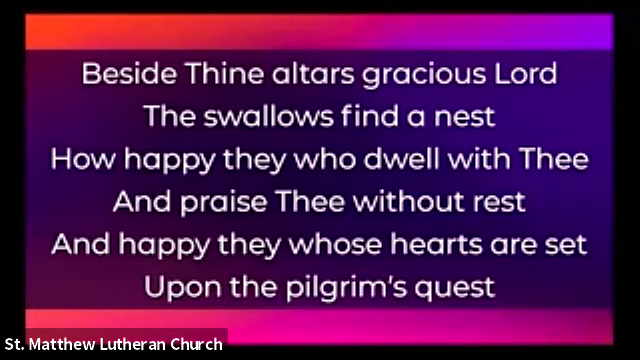 Beside Thine altars gracious Lord
The swallows find a nest
How happy they who dwell with Thee
And praise Thee without rest
And happy they whose hearts are set
Upon the pilgrim's quest
St. Matthew Lutheran Church